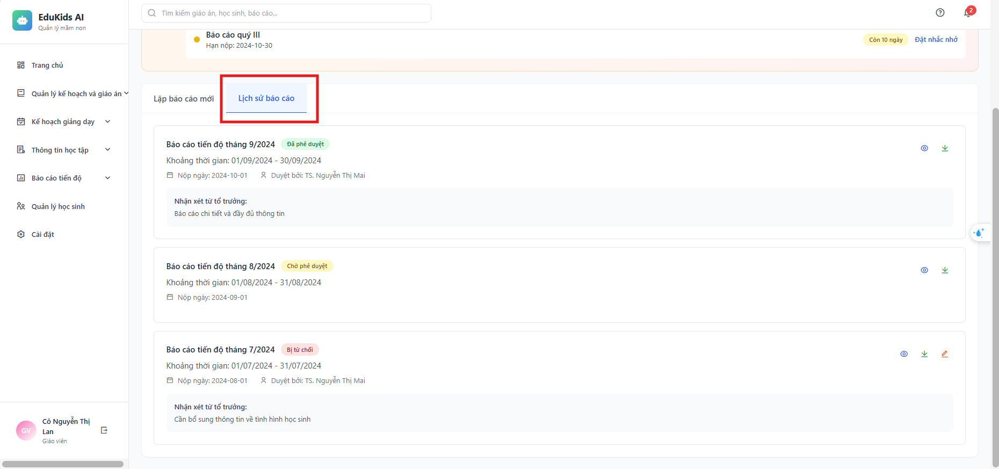 EduKids AI
Quản lý mầm non
Tìm kiếm giáo án, học sinh, báo cáo...
2
Trang chủ
Quản lý kế hoạch và giáo án
Kế hoạch giảng dạy
Thông tin học tập
Báo cáo tiến độ
Quản lý học sinh
Cài đặt
GV
Cô Nguyễn Thị
Lan
Giáo viên
Báo cáo quý III
Hạn nộp: 2024-10-30
Còn 10 ngày
Đặt nhắc nhở
Lập báo cáo mới
Lịch sử báo cáo
Báo cáo tiến độ tháng 9/2024 Đã phê duyệt
Khoảng thời gian: 01/09/2024 - 30/09/2024
Nộp ngày: 2024-10-01 Duyệt bởi: TS. Nguyễn Thị Mai
Nhận xét từ tổ trưởng:
Báo cáo chi tiết và đầy đủ thông tin
Báo cáo tiến độ tháng 8/2024 Chờ phê duyệt
Khoảng thời gian: 01/08/2024 - 31/08/2024
Nộp ngày: 2024-09-01
Báo cáo tiến độ tháng 7/2024 Bị từ chối
Khoảng thời gian: 01/07/2024 - 31/07/2024
Nộp ngày: 2024-08-01 Duyệt bởi: TS. Nguyễn Thị Mai
Nhận xét từ tổ trưởng:
Cần bổ sung thông tin về tình hình học sinh